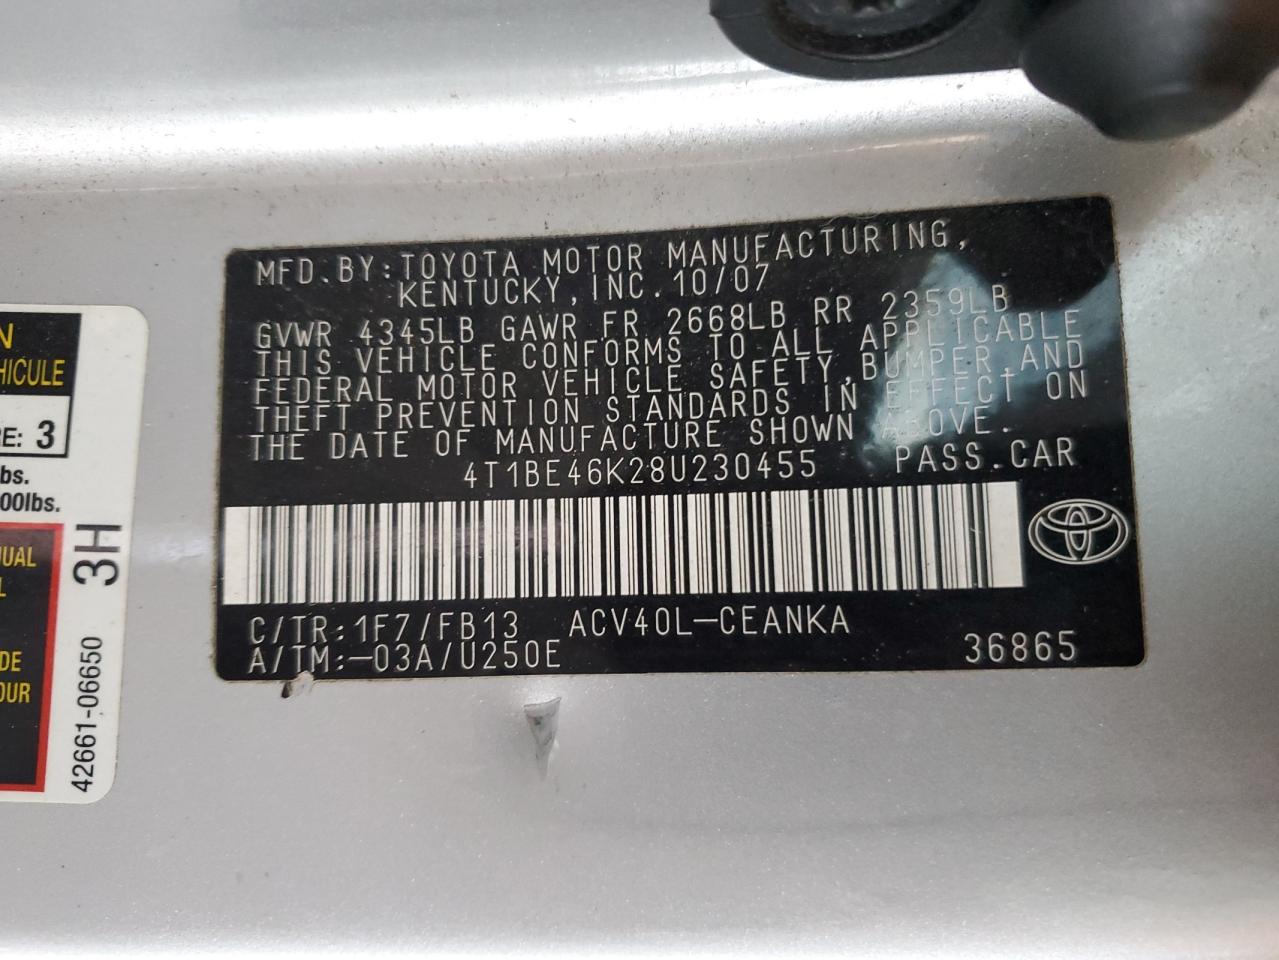 MFD.BY:TOYOTA MOTOR MANUFACTURING,
KENTUCKY,INC. 10/07
GVWR 4345LB GAWR FR 2668LB RR 2359LB
THIS VEHICLE CONFORMS TO ALL APPLICABLE
FEDERAL MOTOR VEHICLE SAFETY,BUMPER,AND
THEFT PREVENTION STANDARDS IN EFFECT ON
THE DATE OF MANUFACTURE SHOWN ABOVE.
4T1BE46K28U230455 PASS.CAR
C/TR:1F7/FB13 ACV40L-CEANKA
A/TM:-03A/U250E 36865
N
HICULE
RE: 3
bs.
00lbs.
NUAL
L
DE
OUR
42661-06650 3H